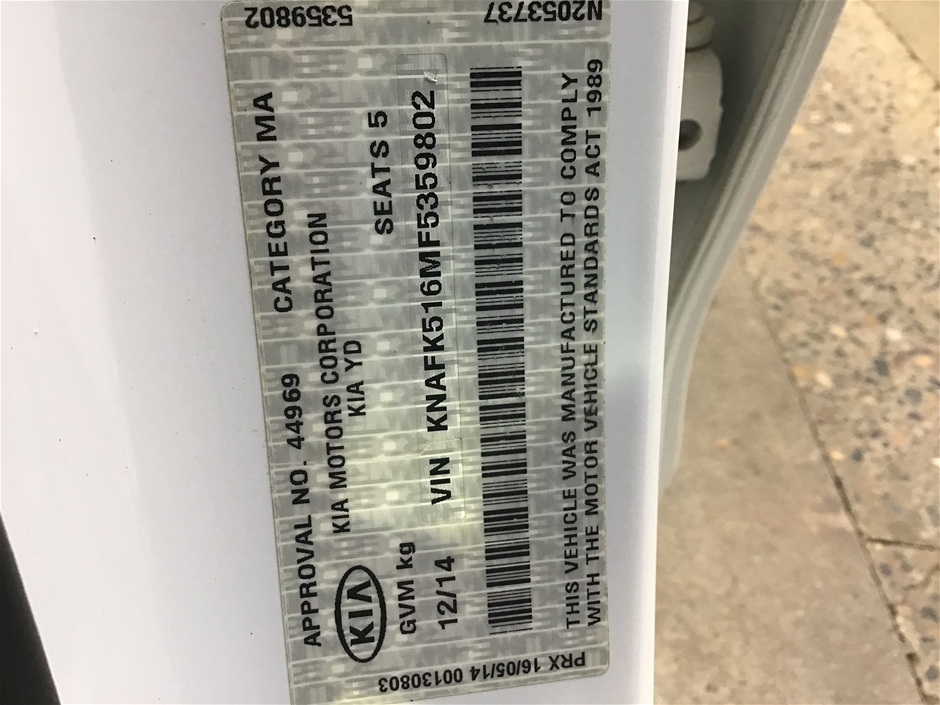 5359802
N2053737
APPROVAL NO. 44969 CATEGORY MA
KIA MOTORS CORPORATION
KIA KIA YD
GVM kg SEATS 5
12/14 VIN KNAFK516MF5359802
THIS VEHICLE WAS MANUFACTURED TO COMPLY
WITH THE MOTOR VEHICLE STANDARDS ACT 1989
PRX 16/05/14 00130803